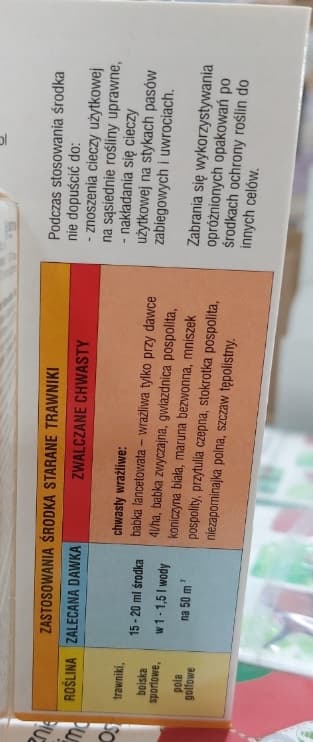 Podczas stosowania środka
nie dopuścić do:
- znoszenia cieczy użytkowej
na sąsiednie rośliny uprawne,
- nakładania się cieczy
użytkowej na stykach pasów
zabiegowych i uwrociach.
Zabrania się wykorzystywania
opróżnionych opakowań po
środkach ochrony roślin do
innych celów.
ZASTOSOWANIA ŚRODKA STARANE TRAWNIKI
ROŚLINA ZALECANA DAWKA ZWALCZANE CHWASTY
trawniki,
boiska
sportowe,
pola
golfowe
15 - 20 ml środka
w 1 - 1,5 l wody
na 50 m²
chwasty wrażliwe:
babka lancetowata – wrażliwa tylko przy dawce
4l/ha, babka zwyczajna, gwiazdnica pospolita,
koniczyna biała, maruna bezwonna, mniszek
pospolity, przytulia czepna, stokrotka pospolita,
niezapominajka polna, szczaw tępolistny.